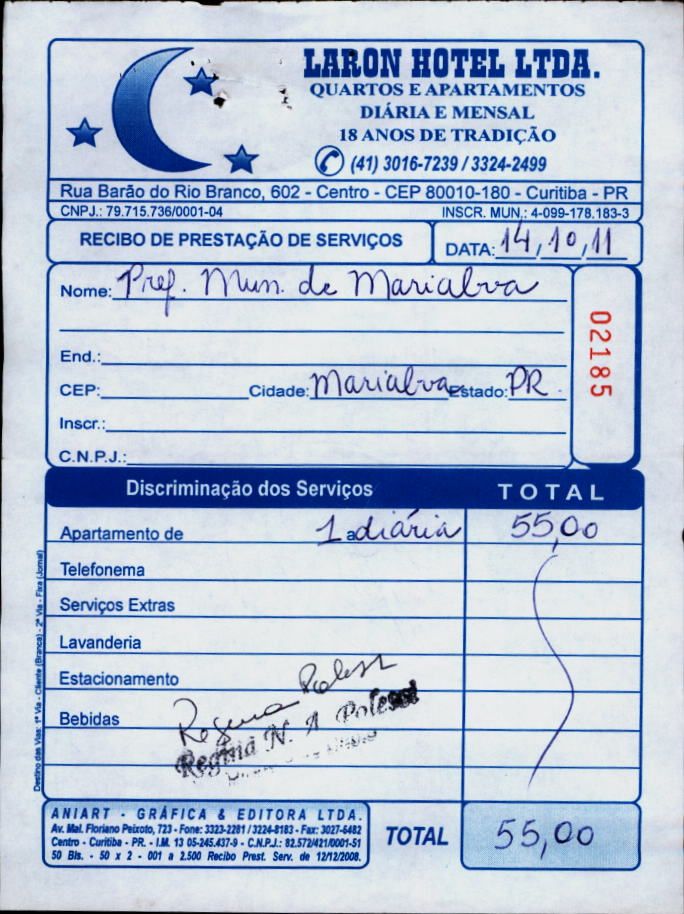 LARON HOTEL LTDA.
QUARTOS E APARTAMENTOS
DIÁRIA E MENSAL
18 ANOS DE TRADIÇÃO
(41) 3016-7239 / 3324-2499
Rua Barão do Rio Branco, 602 - Centro - CEP 80010-180 - Curitiba - PR
CNPJ.: 79.715.736/0001-04 INSCR. MUN.: 4-099-178.183-3
RECIBO DE PRESTAÇÃO DE SERVIÇOS DATA: 14,10,11
Nome: Pref. Mun. de Marialva
02185
End.:
CEP: Cidade: Marialva Estado: PR.
Inscr.:
C.N.P.J.:
Discriminação dos Serviços TOTAL
Apartamento de 1 a diária 55,00
Telefonema
Serviços Extras
Lavanderia
Estacionamento
Bebidas
Regina Polessi
Regina N. A Polessi
Destino das Vias: 1ª Via - Cliente (Branca) - 2ª Via - Fixa (Jornal)
ANIART - GRÁFICA & EDITORA LTDA.
Av. Mal. Floriano Peixoto, 723 - Fone: 3323-2281 / 3224-8183 - Fax: 3027-6482
Centro - Curitiba - PR. - I.M. 13 05-245.437-9 - C.N.P.J.: 82.572/421/0001-51
50 Bls. - 50 x 2 - 001 a 2.500 Recibo Prest. Serv. de 12/12/2008.
TOTAL 55,00